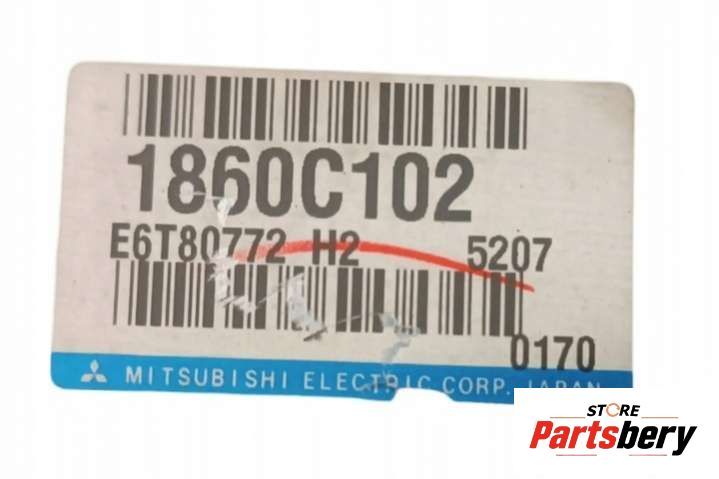 1860C102
E6T80772 H2 5207
0170
MITSUBISHI ELECTRIC CORP. JAPAN
STORE
Partsbery